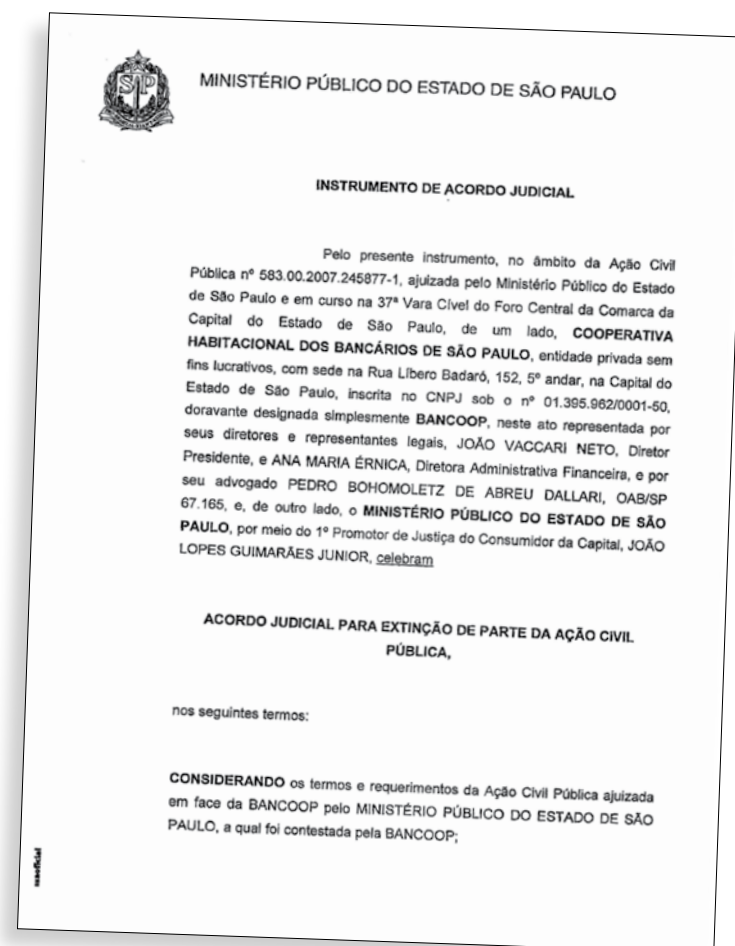 MINISTÉRIO PÚBLICO DO ESTADO DE SÃO PAULO
INSTRUMENTO DE ACORDO JUDICIAL
Pelo presente instrumento, no âmbito da Ação Civil
Pública nº 583.00.2007.245877-1, ajuizada pelo Ministério Público do Estado
de São Paulo e em curso na 37ª Vara Cível do Foro Central da Comarca da
Capital do Estado de São Paulo, de um lado, COOPERATIVA
HABITACIONAL DOS BANCÁRIOS DE SÃO PAULO, entidade privada sem
fins lucrativos, com sede na Rua Líbero Badaró, 152, 5º andar, na Capital do
Estado de São Paulo, inscrita no CNPJ sob o nº 01.395.962/0001-50,
doravante designada simplesmente BANCOOP, neste ato representada por
seus diretores e representantes legais, JOÃO VACCARI NETO, Diretor
Presidente, e ANA MARIA ÉRNICA, Diretora Administrativa Financeira, e por
seu advogado PEDRO BOHOMOLETZ DE ABREU DALLARI, OAB/SP
67.165, e, de outro lado, o MINISTÉRIO PÚBLICO DO ESTADO DE SÃO
PAULO, por meio do 1º Promotor de Justiça do Consumidor da Capital, JOÃO
LOPES GUIMARÃES JUNIOR, celebram
ACORDO JUDICIAL PARA EXTINÇÃO DE PARTE DA AÇÃO CIVIL
PÚBLICA,
nos seguintes termos:
CONSIDERANDO os termos e requerimentos da Ação Civil Pública ajuizada
em face da BANCOOP pelo MINISTÉRIO PÚBLICO DO ESTADO DE SÃO
PAULO, a qual foi contestada pela BANCOOP;